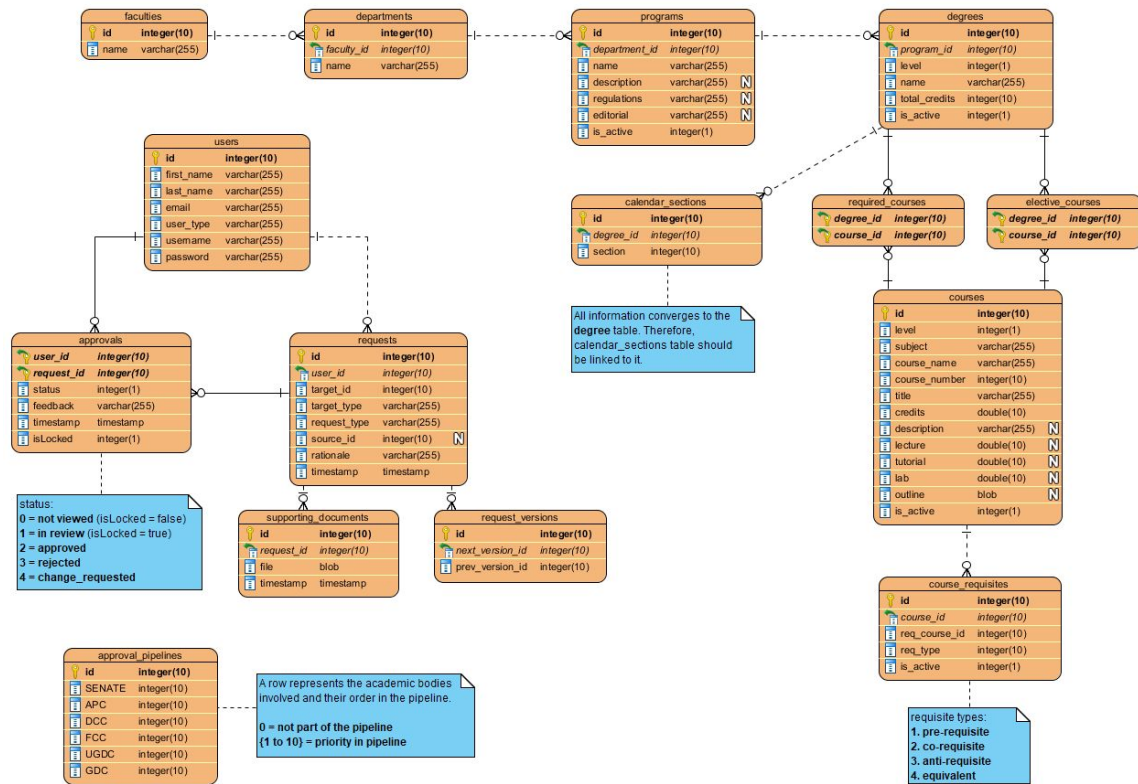 faculties
id integer(10)
name varchar(255)
departments
id integer(10)
faculty_id integer(10)
name varchar(255)
programs
id integer(10)
department_id integer(10)
name varchar(255)
description varchar(255) N
regulations varchar(255) N
editorial varchar(255) N
is_active integer(1)
degrees
id integer(10)
program_id integer(10)
level integer(1)
name varchar(255)
total_credits integer(10)
is_active integer(1)
users
id integer(10)
first_name varchar(255)
last_name varchar(255)
email varchar(255)
user_type varchar(255)
username varchar(255)
password varchar(255)
calendar_sections
id integer(10)
degree_id integer(10)
section integer(10)
required_courses
degree_id integer(10)
course_id integer(10)
elective_courses
degree_id integer(10)
course_id integer(10)
All information converges to the
degree table. Therefore,
calendar_sections table should
be linked to it.
courses
id integer(10)
level integer(1)
subject varchar(255)
course_name varchar(255)
course_number integer(10)
title varchar(255)
credits double(10)
description varchar(255) N
lecture double(10) N
tutorial double(10) N
lab double(10) N
outline blob N
is_active integer(1)
approvals
user_id integer(10)
request_id integer(10)
status integer(1)
feedback varchar(255)
timestamp timestamp
isLocked integer(1)
requests
id integer(10)
user_id integer(10)
target_id integer(10)
target_type varchar(255)
request_type varchar(255)
source_id integer(10) N
rationale varchar(255)
timestamp timestamp
status:
0 = not viewed (isLocked = false)
1 = in review (isLocked = true)
2 = approved
3 = rejected
4 = change_requested
supporting_documents
id integer(10)
request_id integer(10)
file blob
timestamp timestamp
request_versions
id integer(10)
next_version_id integer(10)
prev_version_id integer(10)
course_requisites
id integer(10)
course_id integer(10)
req_course_id integer(10)
req_type integer(10)
is_active integer(1)
approval_pipelines
id integer(10)
SENATE integer(10)
APC integer(10)
DCC integer(10)
FCC integer(10)
UGDC integer(10)
GDC integer(10)
A row represents the academic bodies
involved and their order in the pipeline.
0 = not part of the pipeline
{1 to 10} = priority in pipeline
requisite types:
1. pre-requisite
2. co-requisite
3. anti-requisite
4. equivalent